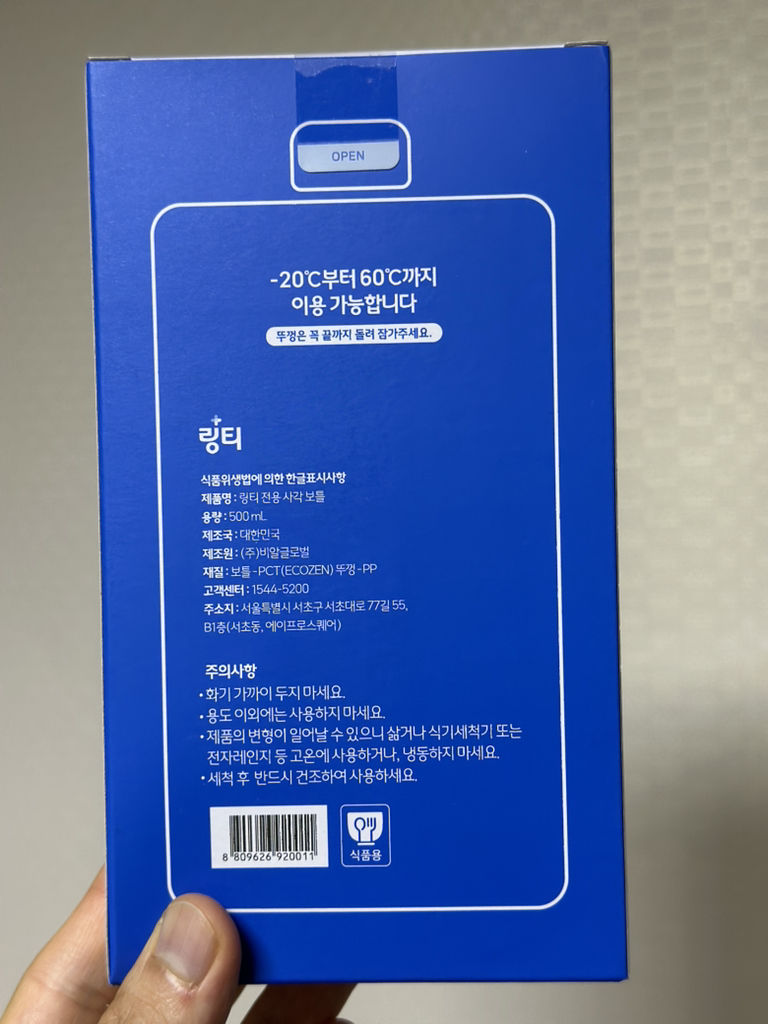 OPEN
-20℃부터 60℃까지
이용 가능합니다
뚜껑은 꼭 끝까지 돌려 잠가주세요.
링티
식품위생법에 의한 한글표시사항
제품명 : 링티 전용 사각 보틀
용량 : 500 mL
제조국 : 대한민국
제조원 : (주)비알글로벌
재질 : 보틀-PCT(ECOZEN) 뚜껑-PP
고객센터 : 1544-5200
주소지 : 서울특별시 서초구 서초대로 77길 55,
B1층(서초동, 에이프로스퀘어)
주의사항
• 화기 가까이 두지 마세요.
• 용도 이외에는 사용하지 마세요.
• 제품의 변형이 일어날 수 있으니 삶거나 식기세척기 또는
전자레인지 등 고온에 사용하거나, 냉동하지 마세요.
• 세척 후 반드시 건조하여 사용하세요.
8 809626 920011
식품용